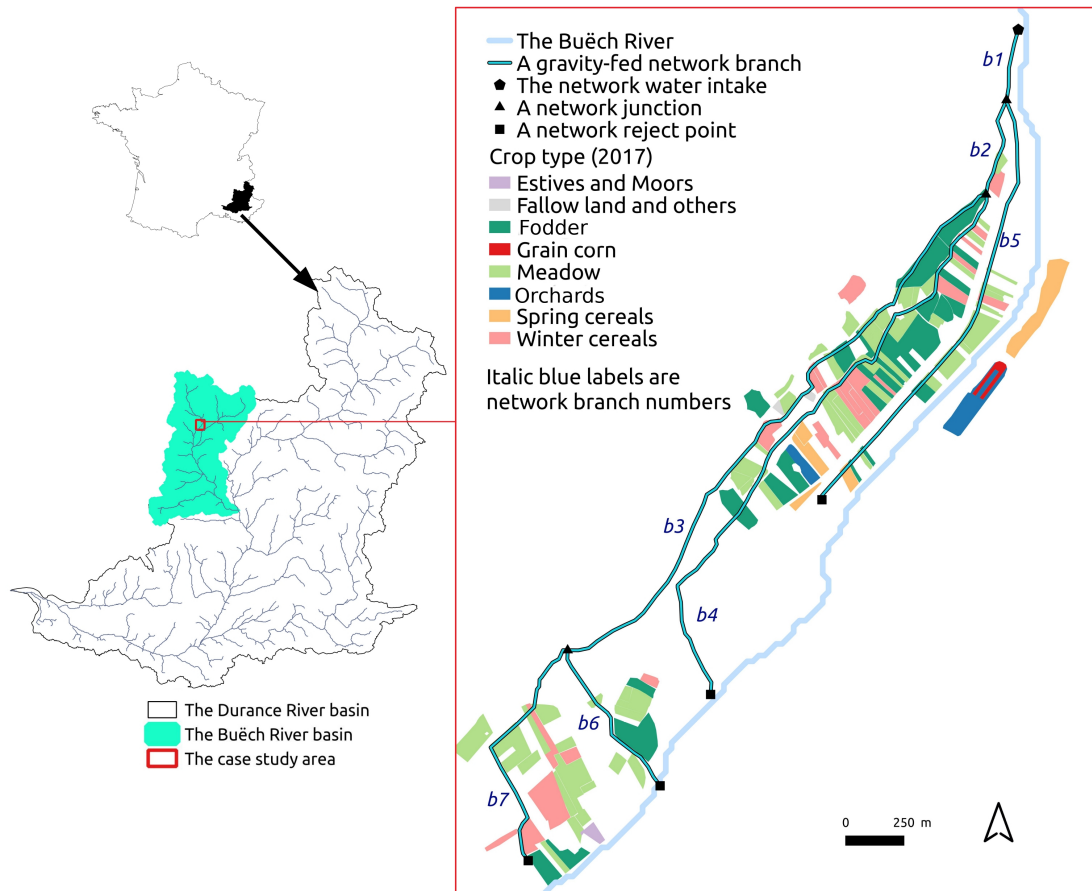 The Buëch River
A gravity-fed network branch
The network water intake
A network junction
A network reject point
Crop type (2017)
Estives and Moors
Fallow land and others
Fodder
Grain corn
Meadow
Orchards
Spring cereals
Winter cereals
Italic blue labels are
network branch numbers
b1
b2
b5
b3
b4
b6
b7
0 250 m
The Durance River basin
The Buëch River basin
The case study area